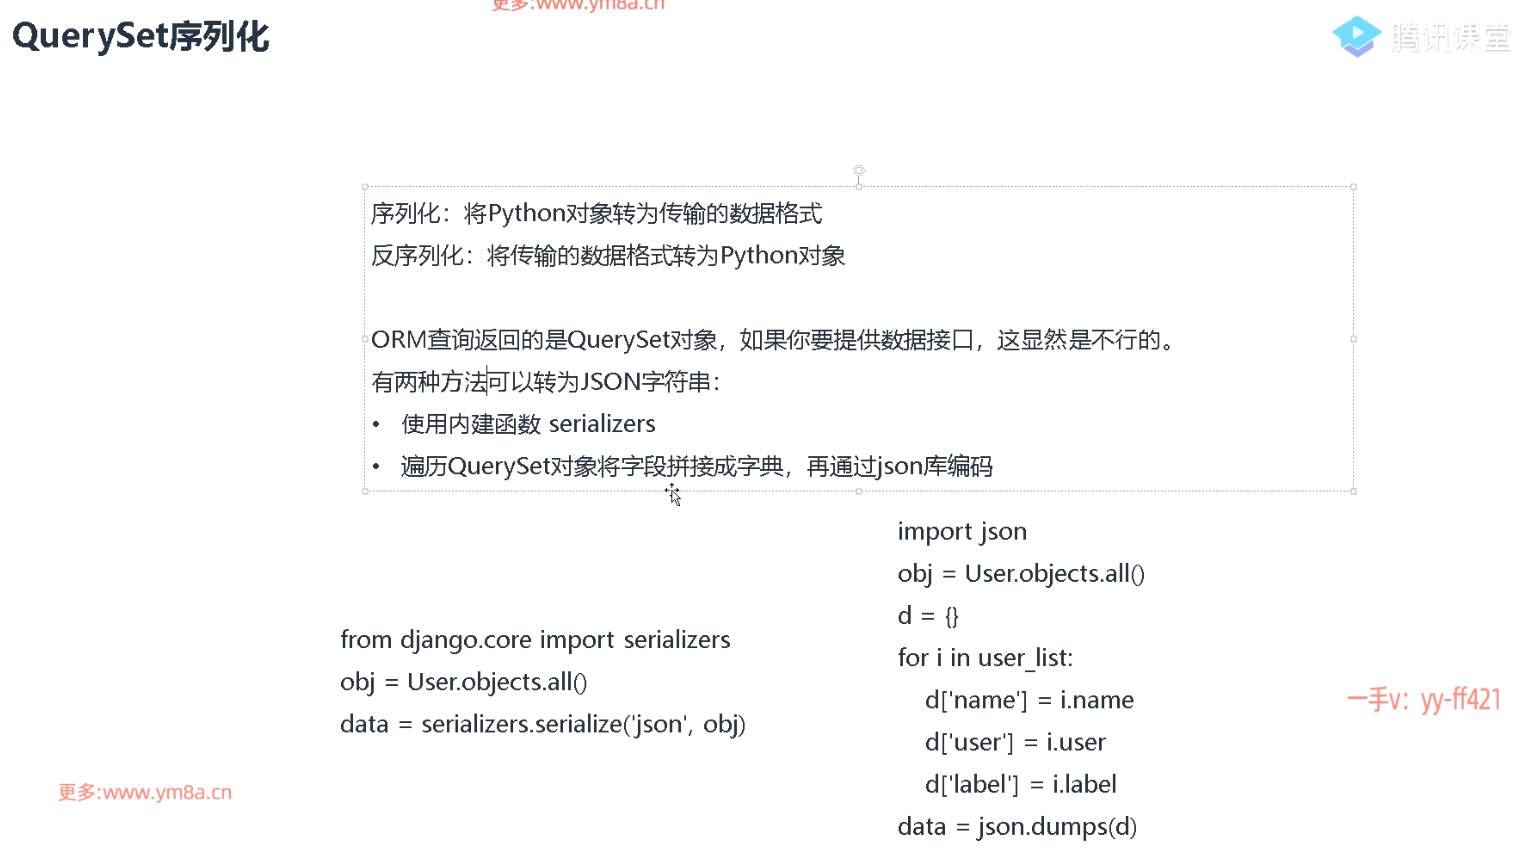 更多:www.ym8a.cn
QuerySet序列化
腾讯课堂
序列化：将Python对象转为传输的数据格式
反序列化：将传输的数据格式转为Python对象
ORM查询返回的是QuerySet对象，如果你要提供数据接口，这显然是不行的。
有两种方法可以转为JSON字符串：
• 使用内建函数 serializers
• 遍历QuerySet对象将字段拼接成字典，再通过json库编码
from django.core import serializers
obj = User.objects.all()
data = serializers.serialize('json', obj)
import json
obj = User.objects.all()
d = {}
for i in user_list:
d['name'] = i.name
d['user'] = i.user
d['label'] = i.label
data = json.dumps(d)
一手v：yy-ff421
更多:www.ym8a.cn